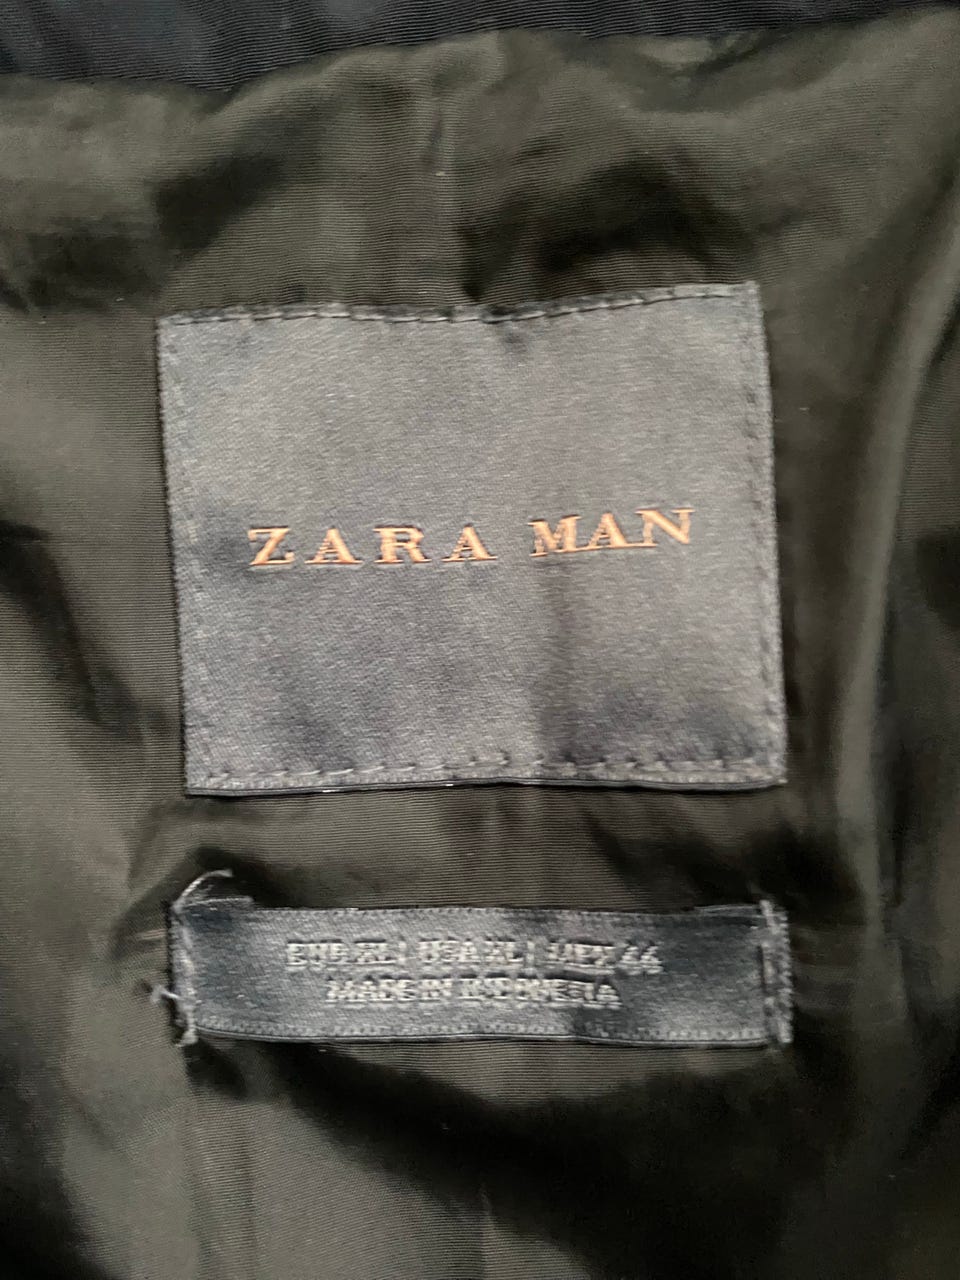 ZARA MAN
EUR XL | USA XL | MEX 44
MADE IN INDONESIA